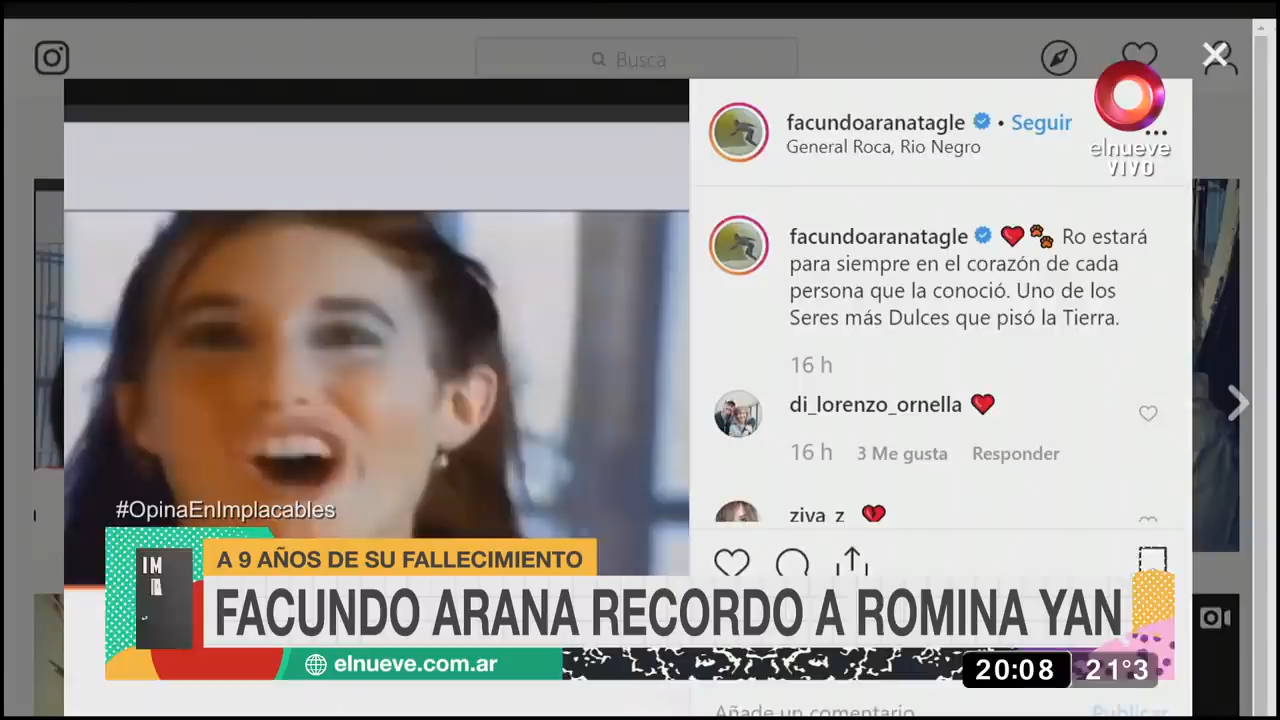 Busca
facundoaranatagle • Seguir
General Roca, Rio Negro
elnueve
VIVO
facundoaranatagle Ro estará
para siempre en el corazón de cada
persona que la conoció. Uno de los
Seres más Dulces que pisó la Tierra.
16 h
di_lorenzo_ornella
16 h 3 Me gusta Responder
ziva_z
#OpinaEnImplacables
IM
A 9 AÑOS DE SU FALLECIMIENTO
FACUNDO ARANA RECORDO A ROMINA YAN
elnueve.com.ar
20:08 21°3
Añade un comentario
Publicar